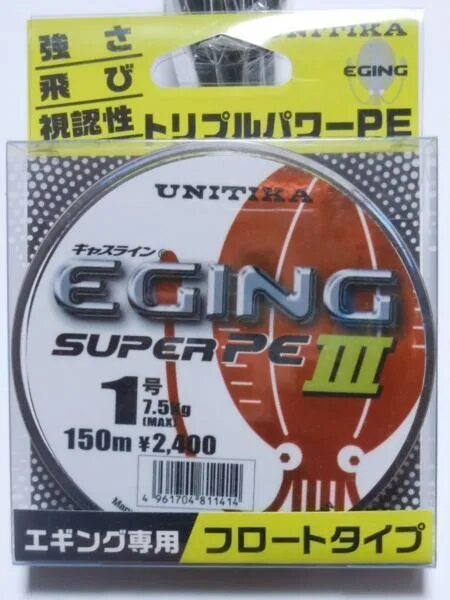 強さ
飛び
視認性
トリプルパワーPE
UNITIKA
EGING
UNITIKA
キャスライン®
EGING
SUPER PE III
1号
7.5kg
(MAX)
150m ¥2,400
4 961704 811414
エギング専用
フロートタイプ